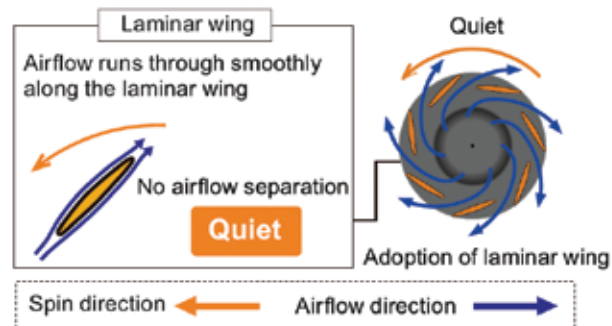 Laminar wing
Airflow runs through smoothly
along the laminar wing
No airflow separation
Quiet
Quiet
Adoption of laminar wing
Spin direction
Airflow direction